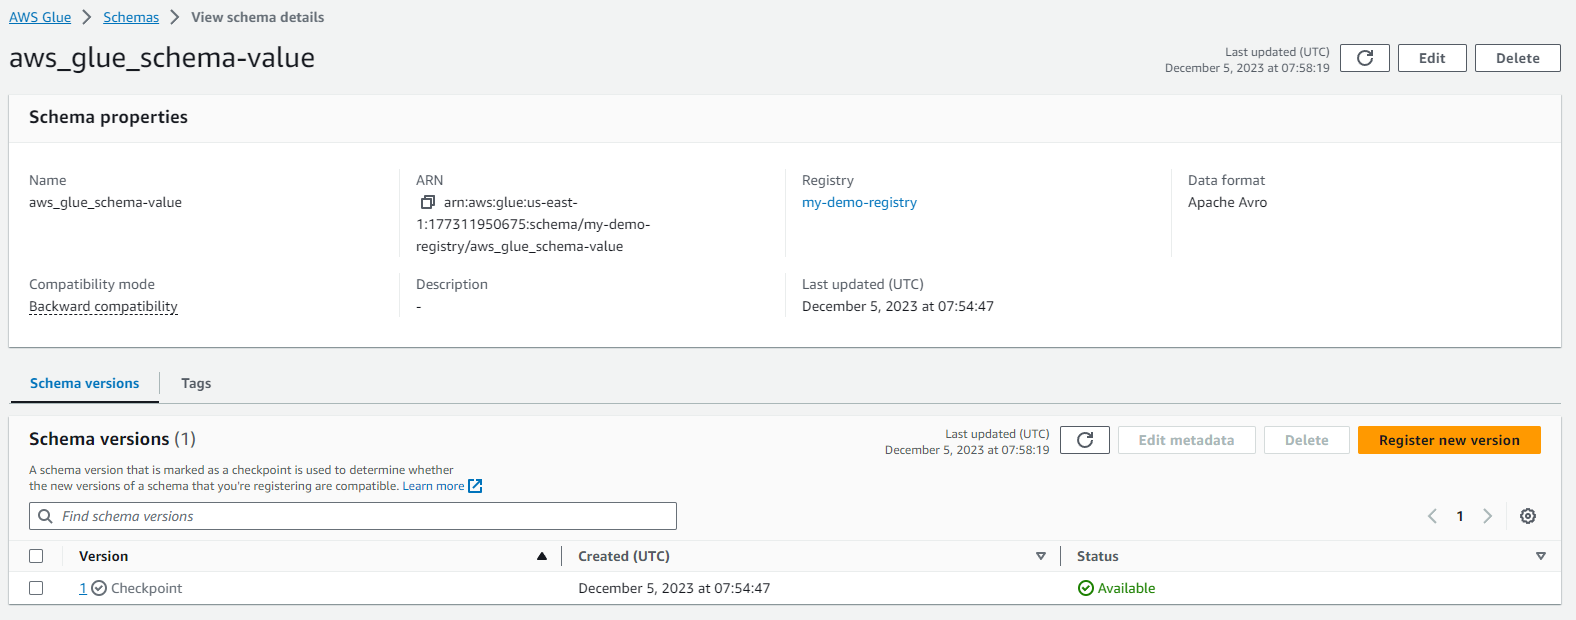 AWS Glue > Schemas > View schema details
aws_glue_schema-value
Last updated (UTC)
December 5, 2023 at 07:58:19
Edit
Delete
Schema properties
Name
aws_glue_schema-value
ARN
arn:aws:glue:us-east-
1:177311950675:schema/my-demo-
registry/aws_glue_schema-value
Registry
my-demo-registry
Data format
Apache Avro
Compatibility mode
Backward compatibility
Description
-
Last updated (UTC)
December 5, 2023 at 07:54:47
Schema versions
Tags
Schema versions (1)
Last updated (UTC)
December 5, 2023 at 07:58:19
Edit metadata
Delete
Register new version
A schema version that is marked as a checkpoint is used to determine whether
the new versions of a schema that you're registering are compatible. Learn more
Find schema versions
1
Version
Created (UTC)
Status
1 Checkpoint
December 5, 2023 at 07:54:47
Available